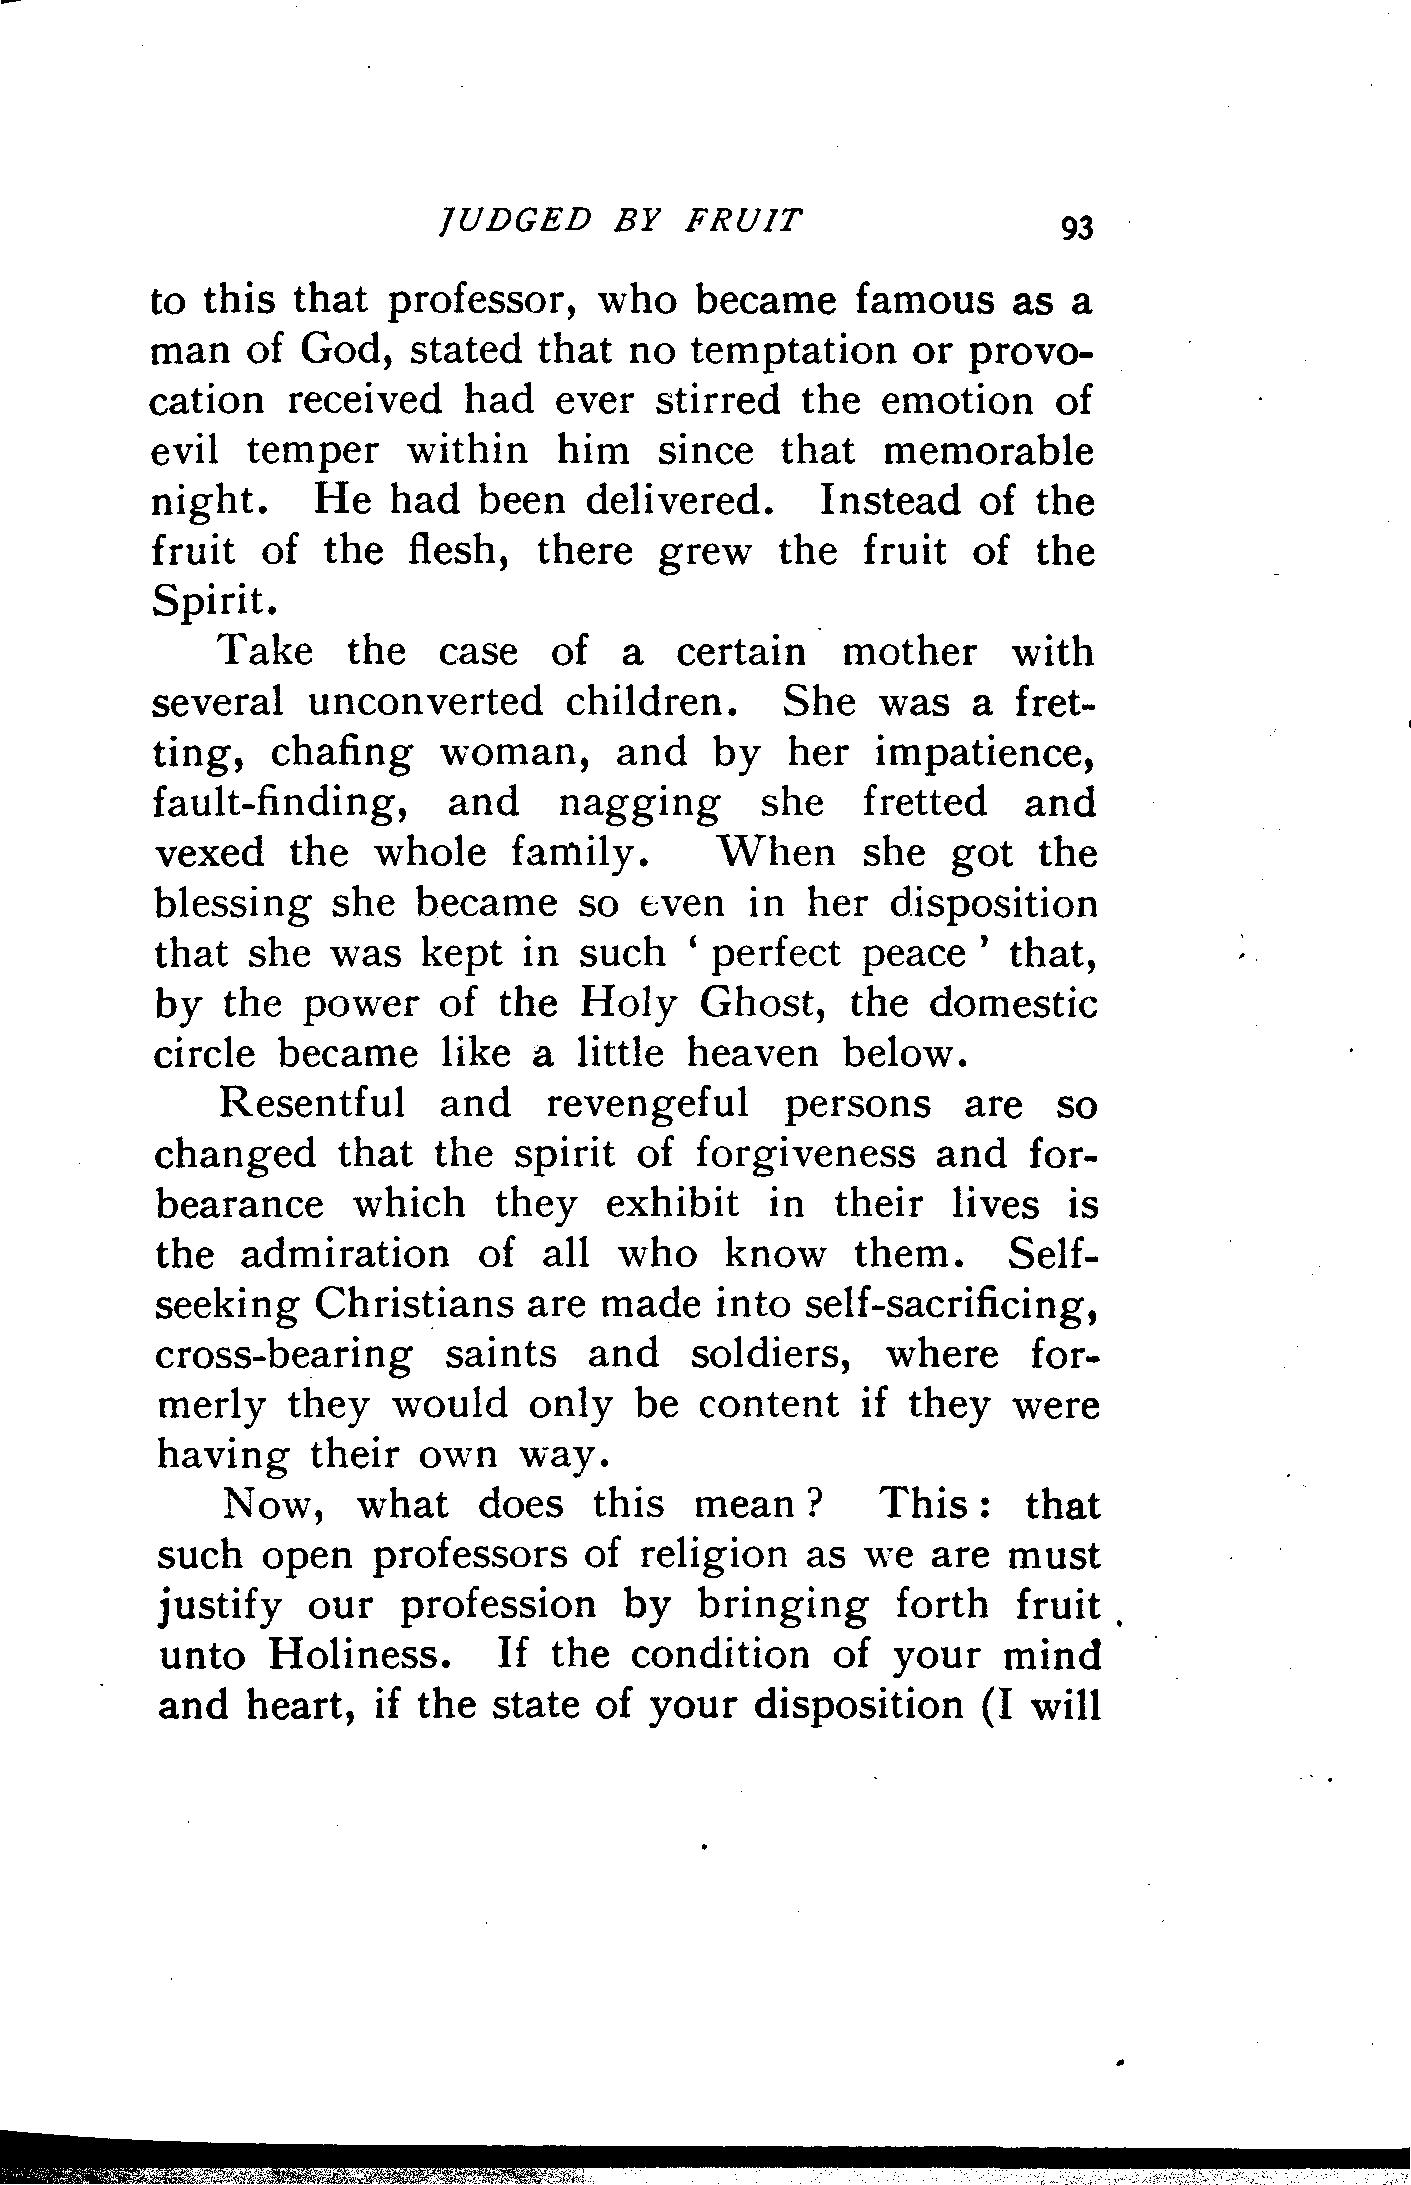 JUDGED BY FRUIT 93
to this that professor, who became famous as a
man of God, stated that no temptation or provo-
cation received had ever stirred the emotion of
evil temper within him since that memorable
night. He had been delivered. Instead of the
fruit of the flesh, there grew the fruit of the
Spirit.
Take the case of a certain mother with
several unconverted children. She was a fret-
ting, chafing woman, and by her impatience,
fault-finding, and nagging she fretted and
vexed the whole family. When she got the
blessing she became so even in her disposition
that she was kept in such ‘ perfect peace ’ that,
by the power of the Holy Ghost, the domestic
circle became like a little heaven below.
Resentful and revengeful persons are so
changed that the spirit of forgiveness and for-
bearance which they exhibit in their lives is
the admiration of all who know them. Self-
seeking Christians are made into self-sacrificing,
cross-bearing saints and soldiers, where for-
merly they would only be content if they were
having their own way.
Now, what does this mean ? This : that
such open professors of religion as we are must
justify our profession by bringing forth fruit
unto Holiness. If the condition of your mind
and heart, if the state of your disposition (I will